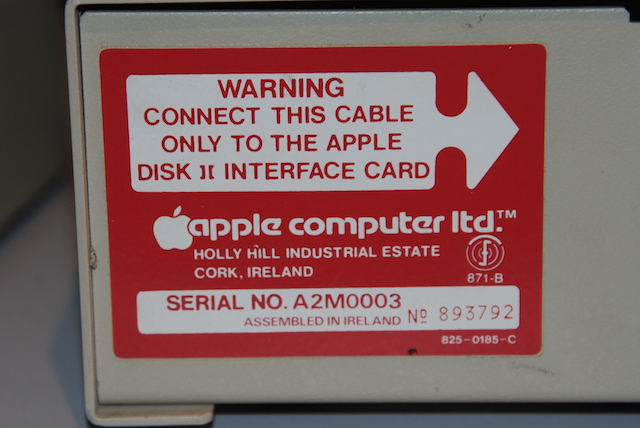 WARNING
CONNECT THIS CABLE
ONLY TO THE APPLE
DISK ][ INTERFACE CARD
apple computer ltd.™
HOLLY HILL INDUSTRIAL ESTATE
CORK, IRELAND
871-B
SERIAL NO. A2M0003
ASSEMBLED IN IRELAND Nº 893792
825-0185-C